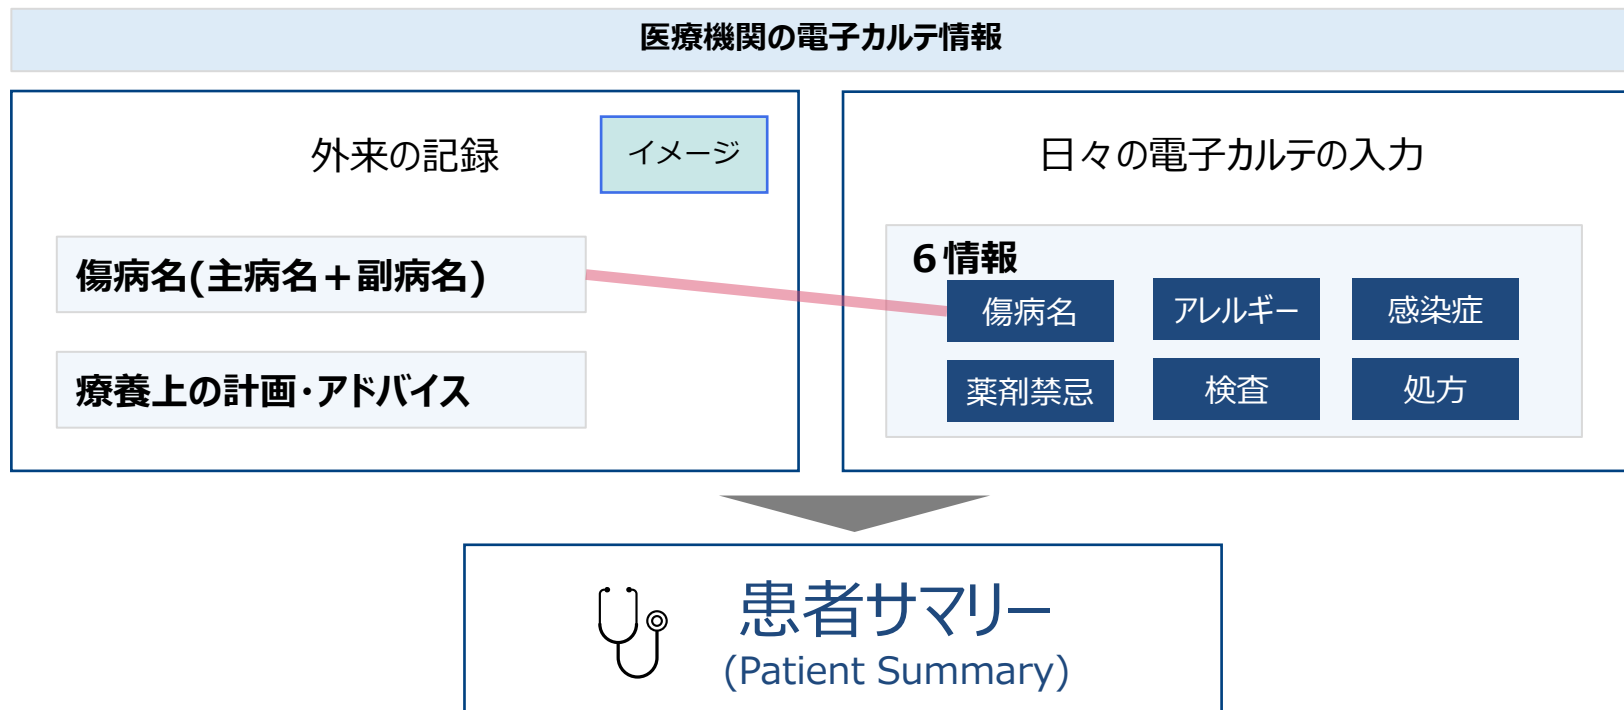 医療機関の電子カルテ情報
外来の記録
イメージ
傷病名(主病名＋副病名)
療養上の計画・アドバイス
日々の電子カルテの入力
６情報
傷病名
アレルギー
感染症
薬剤禁忌
検査
処方
患者サマリー
(Patient Summary)